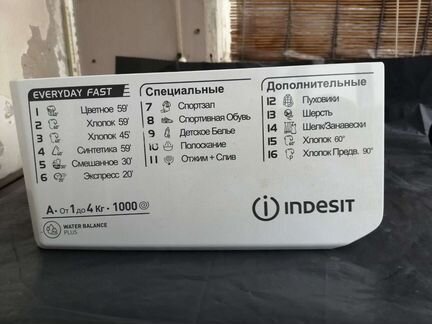 EVERYDAY FAST
1 Цветное 59'
2 Хлопок 59'
3 Хлопок 45'
4 Синтетика 59'
5 Смешанное 30'
6 Экспресс 20'
Специальные
7 Спортзал
8 Спортивная Обувь
9 Детское Белье
10 Полоскание
11 Отжим + Слив
Дополнительные
12 Пуховики
13 Шерсть
14 Шелк/Занавески
15 Хлопок 60°
16 Хлопок Предв. 90°
A • От 1 до 4 Кг • 1000
WATER BALANCE
PLUS
INDESIT